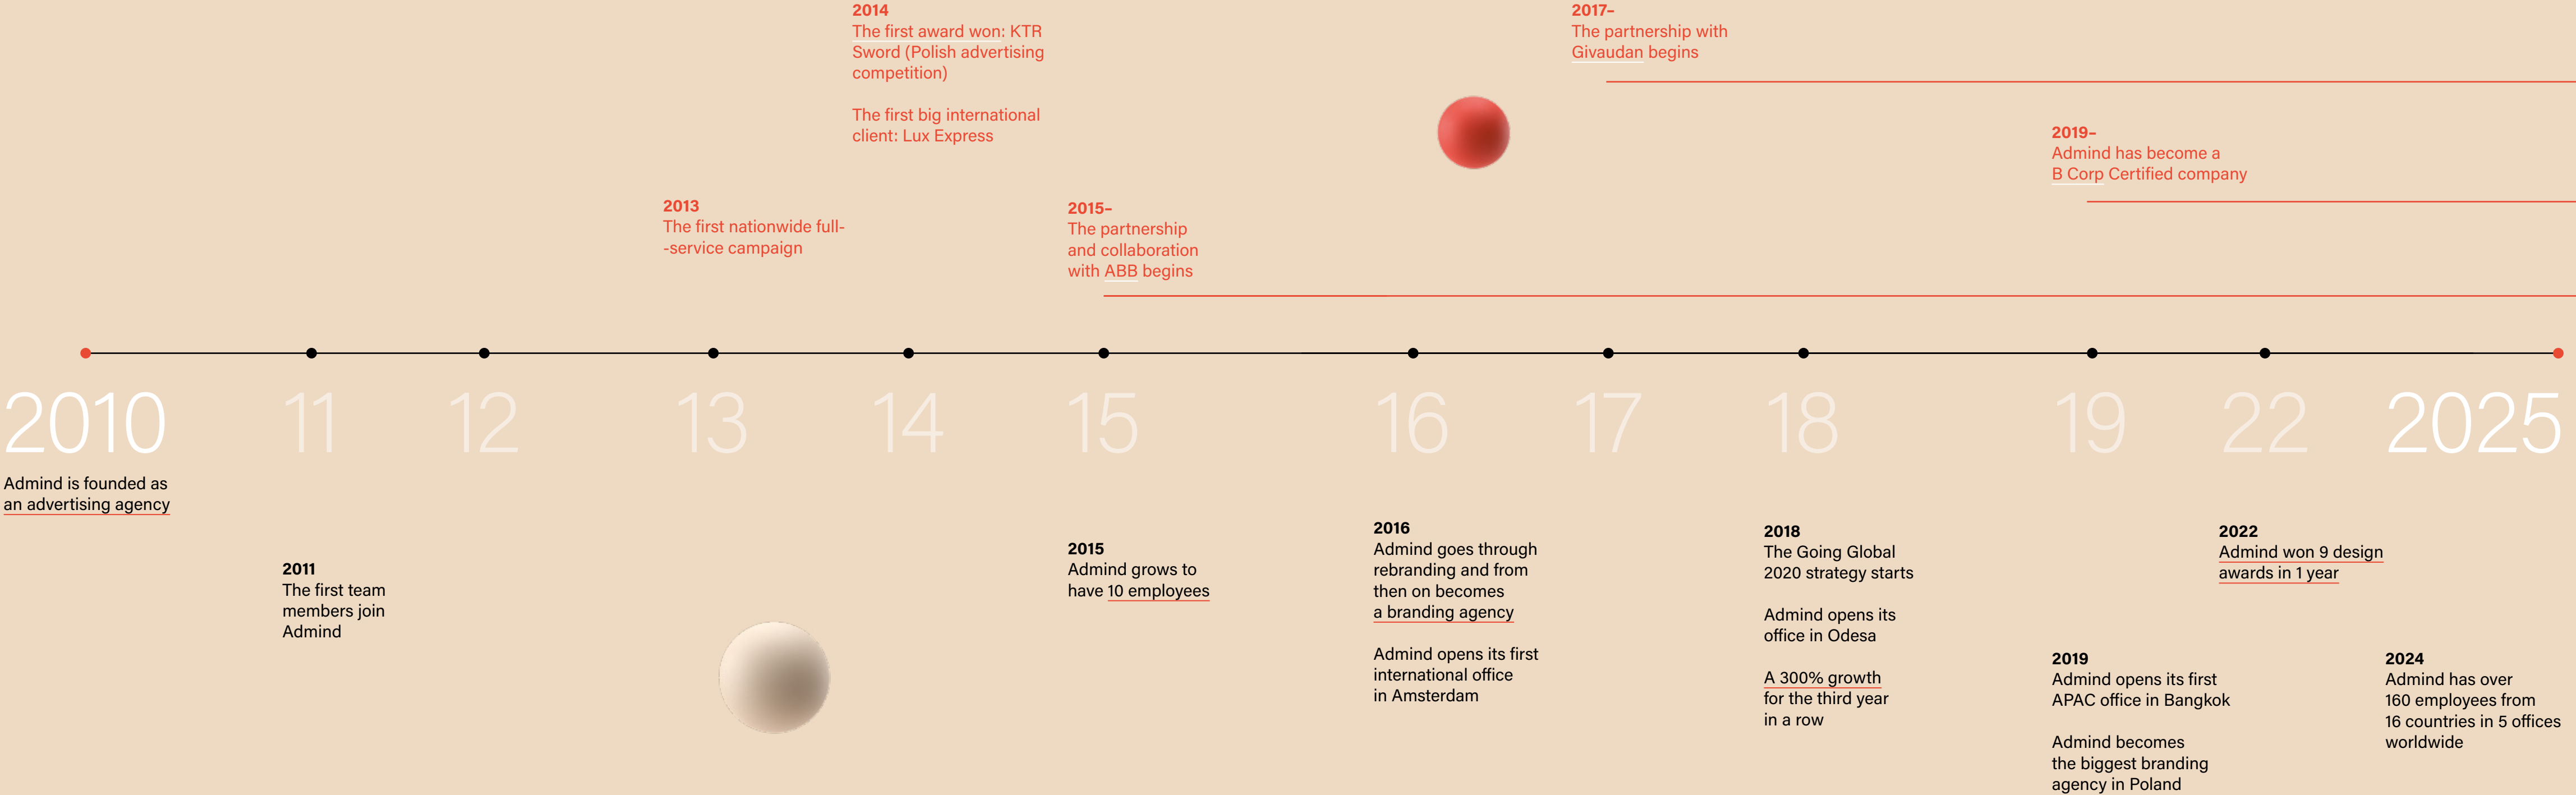 2014
The first award won: KTR
Sword (Polish advertising
competition)
The first big international
client: Lux Express
2017–
The partnership with
Givaudan begins
2019–
Admind has become a
B Corp Certified company
2013
The first nationwide full-
-service campaign
2015–
The partnership
and collaboration
with ABB begins
2010 11 12 13 14 15 16 17 18 19 22 2025
Admind is founded as
an advertising agency
2011
The first team
members join
Admind
2015
Admind grows to
have 10 employees
2016
Admind goes through
rebranding and from
then on becomes
a branding agency
Admind opens its first
international office
in Amsterdam
2018
The Going Global
2020 strategy starts
Admind opens its
office in Odesa
A 300% growth
for the third year
in a row
2019
Admind opens its first
APAC office in Bangkok
Admind becomes
the biggest branding
agency in Poland
2022
Admind won 9 design
awards in 1 year
2024
Admind has over
160 employees from
16 countries in 5 offices
worldwide